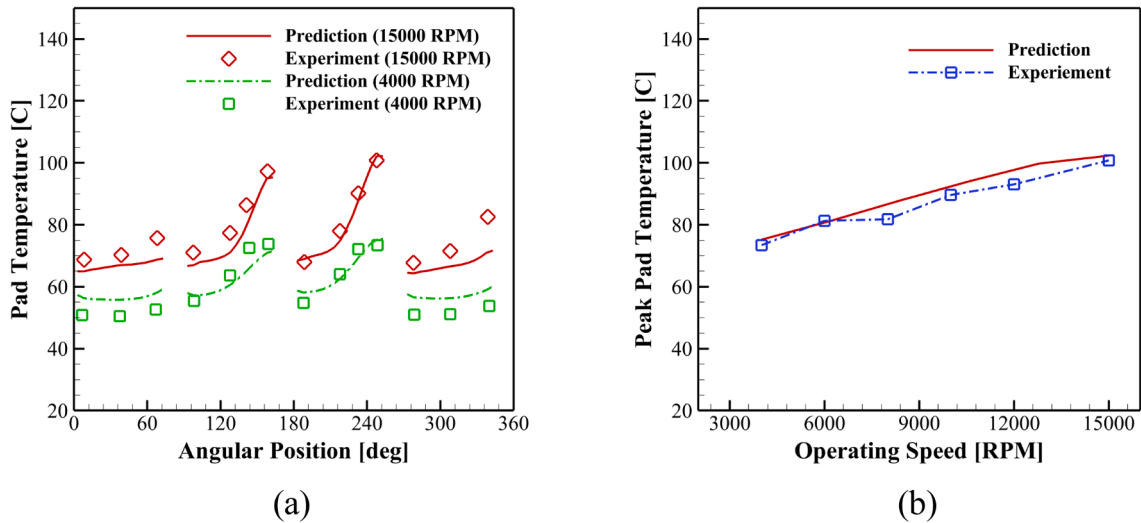 Pad Temperature [C]
140
120
100
80
60
40
20
Prediction (15000 RPM)
Experiment (15000 RPM)
Prediction (4000 RPM)
Experiment (4000 RPM)
0 60 120 180 240 300 360
Angular Position [deg]
(a)
Peak Pad Temperature [C]
140
120
100
80
60
40
20
Prediction
Experiement
3000 6000 9000 12000 15000
Operating Speed [RPM]
(b)